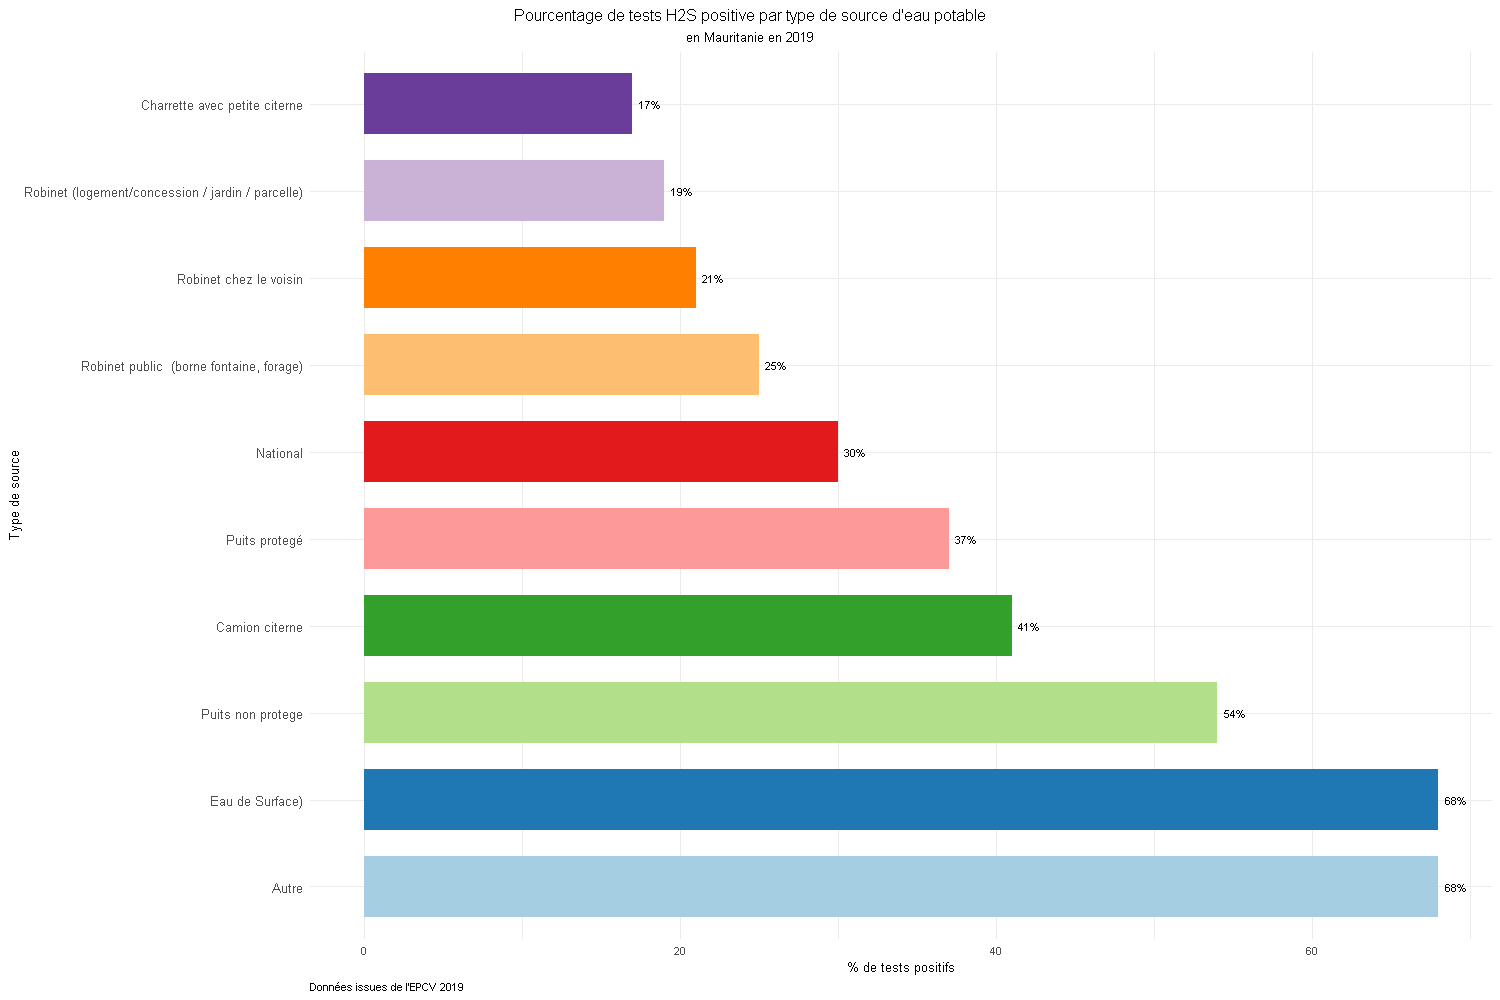 Pourcentage de tests H2S positive par type de source d'eau potable
en Mauritanie en 2019
Charrette avec petite citerne
17%
Robinet (logement/concession / jardin / parcelle)
19%
Robinet chez le voisin
21%
Robinet public  (borne fontaine, forage)
25%
National
30%
Puits protegé
37%
Camion citerne
41%
Puits non protege
54%
Eau de Surface)
68%
Autre
68%
Type de source
0
20
40
60
% de tests positifs
Données issues de l'EPCV 2019